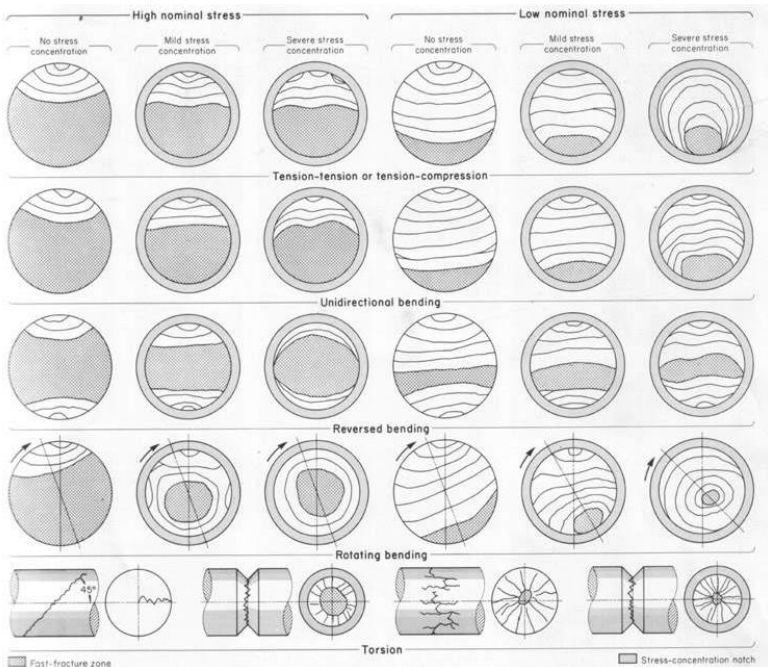 High nominal stress
Low nominal stress
No stress concentration
Mild stress concentration
Severe stress concentration
No stress concentration
Mild stress concentration
Severe stress concentration
Tension-tension or tension-compression
Unidirectional bending
Reversed bending
Rotating bending
45°
Torsion
Fast-fracture zone
Stress-concentration notch